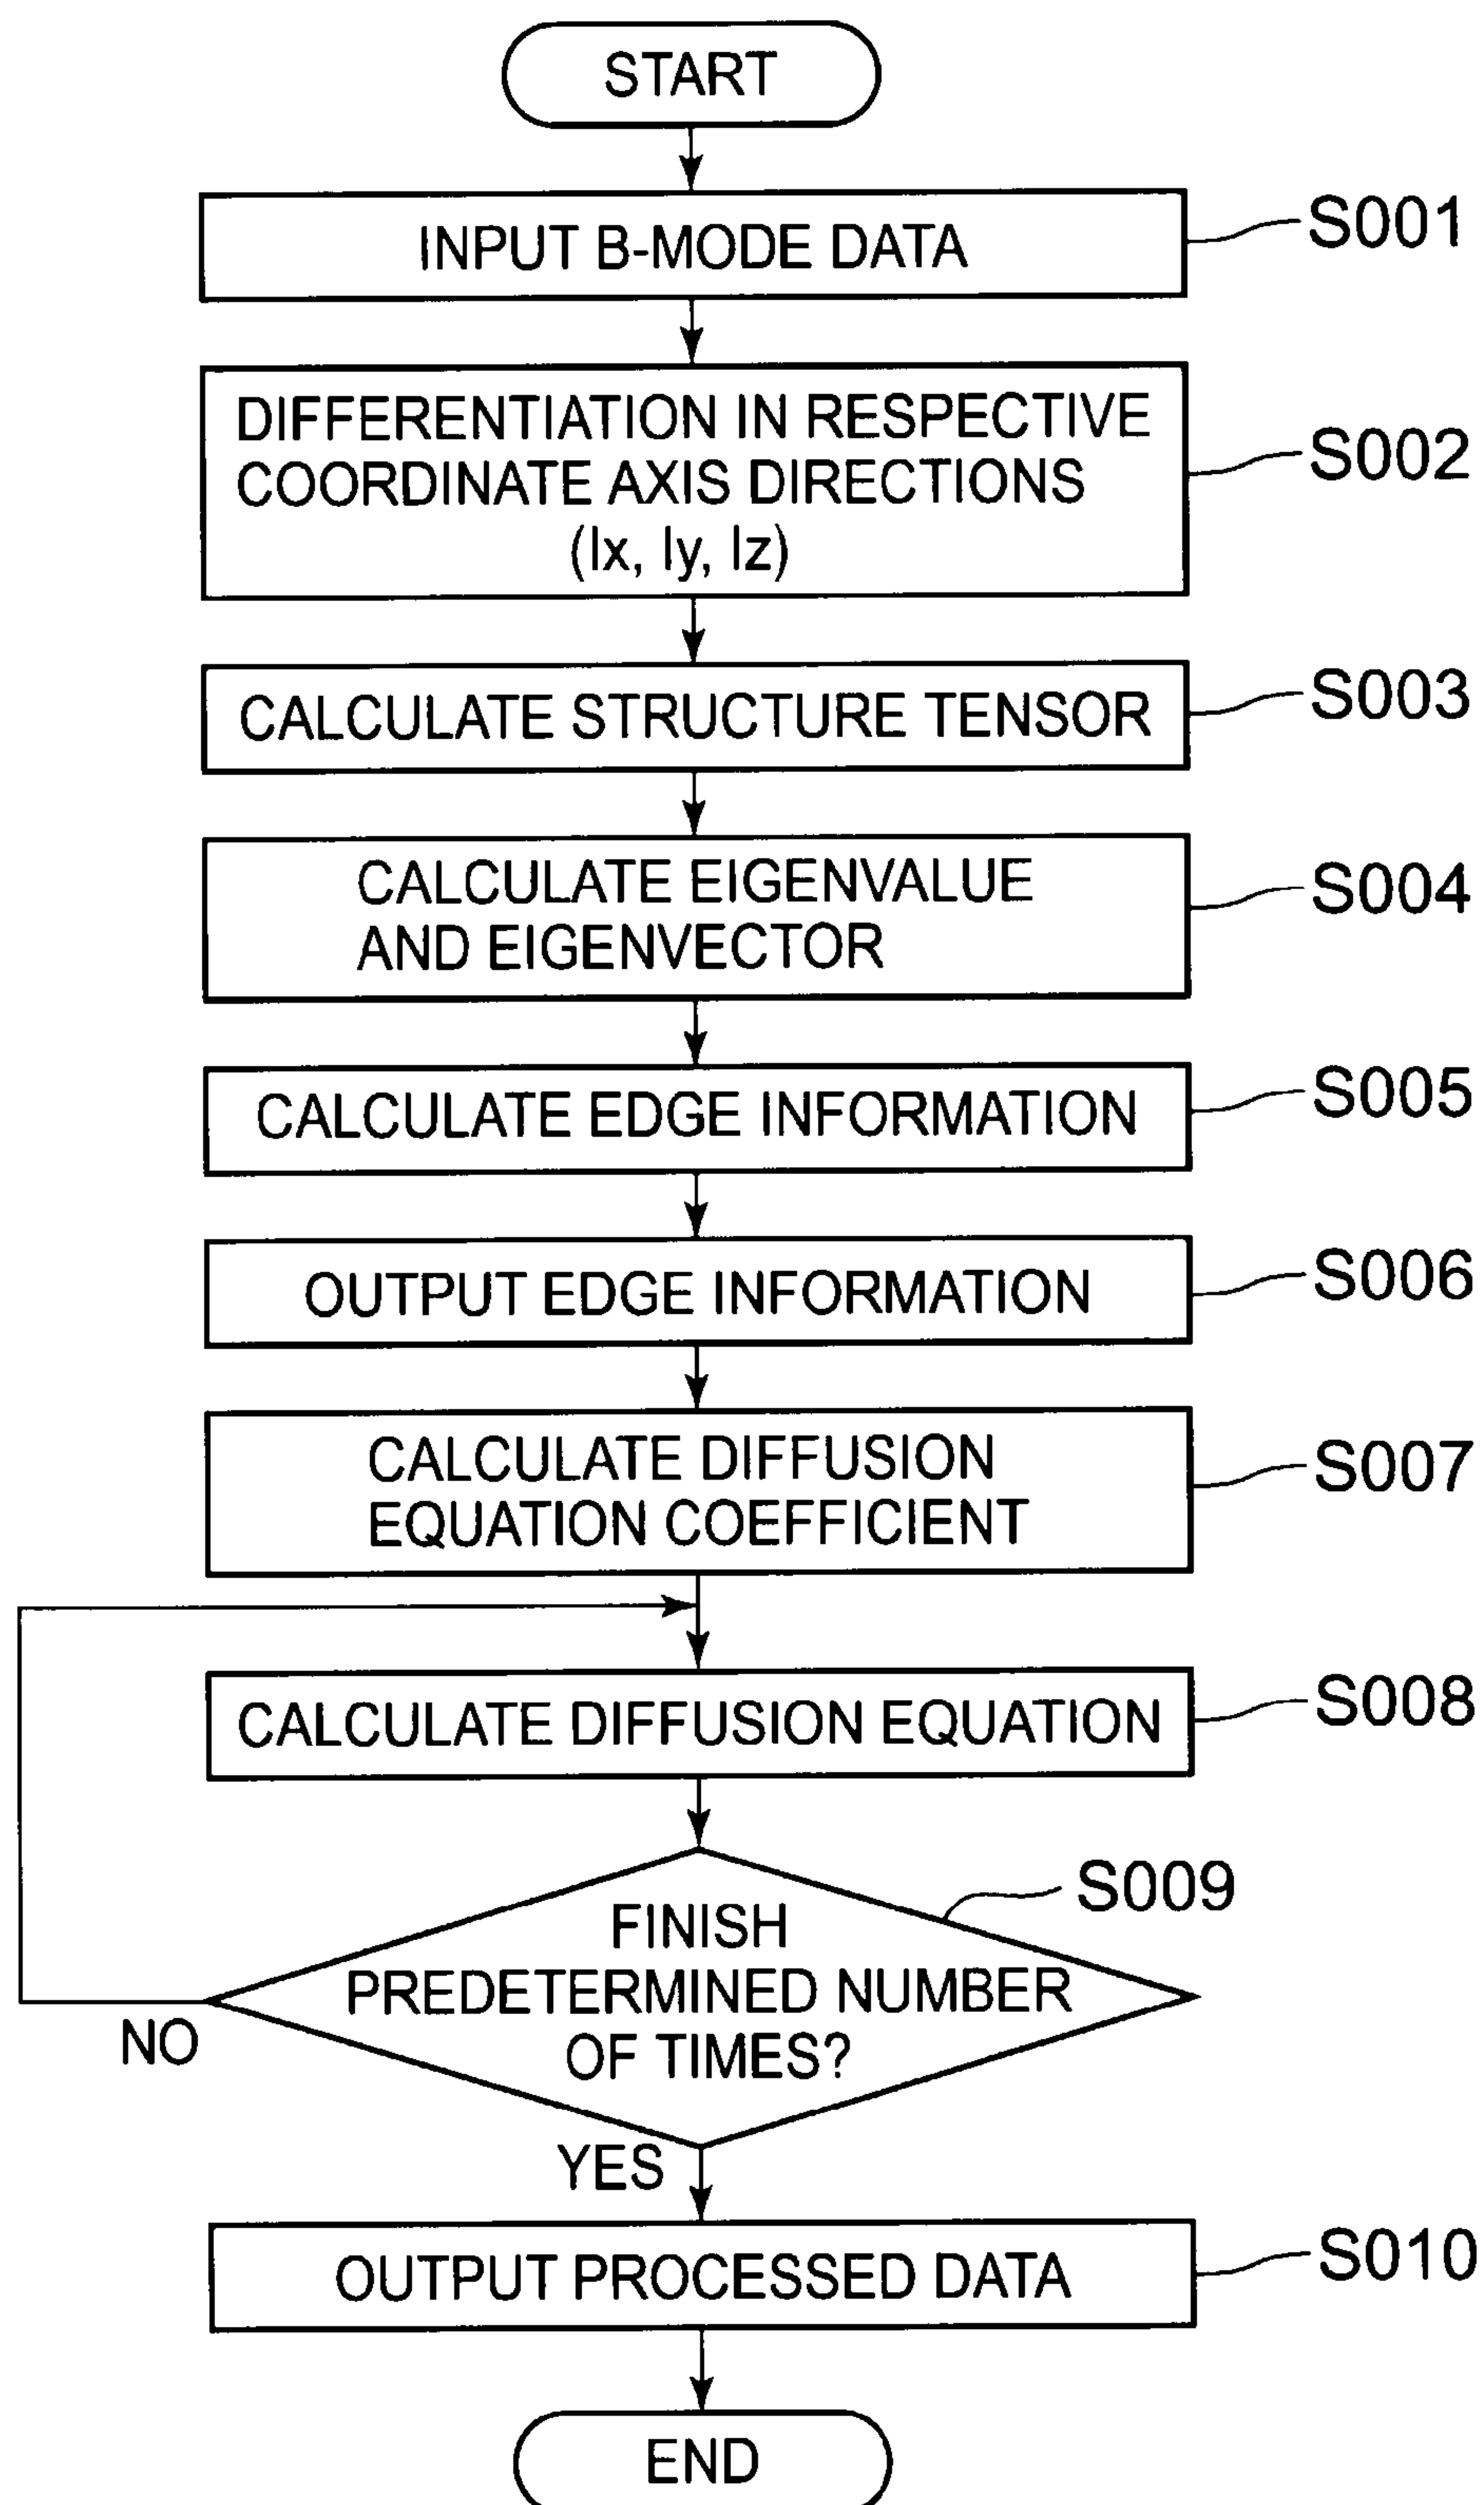 START
INPUT B-MODE DATA
S001
DIFFERENTIATION IN RESPECTIVE
COORDINATE AXIS DIRECTIONS
(Ix, Iy, Iz)
S002
CALCULATE STRUCTURE TENSOR
S003
CALCULATE EIGENVALUE
AND EIGENVECTOR
S004
CALCULATE EDGE INFORMATION
S005
OUTPUT EDGE INFORMATION
S006
CALCULATE DIFFUSION
EQUATION COEFFICIENT
S007
CALCULATE DIFFUSION EQUATION
S008
FINISH
PREDETERMINED NUMBER
OF TIMES?
S009
NO
YES
OUTPUT PROCESSED DATA
S010
END